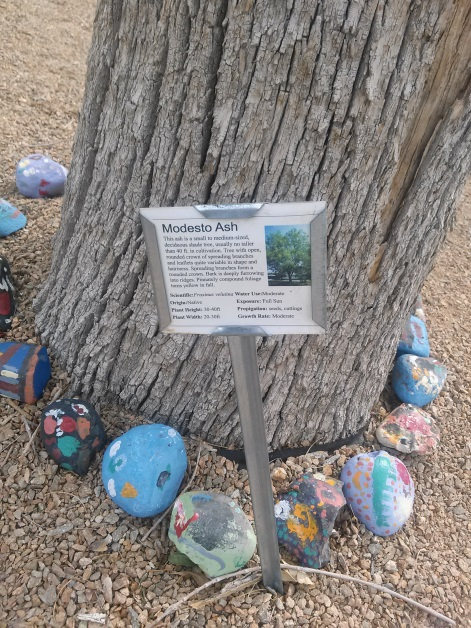 Modesto Ash
This ash is a small to medium-sized,
deciduous shade tree, usually no taller
than 40 ft. in cultivation. Tree with open,
rounded crown of spreading branches
and leaflets quite variable in shape and
hairiness. Spreading branches form a
rounded crown. Bark is deeply furrowing
into ridges. Pinnately compound foliage
turns yellow in fall.
Scientific:Fraxinus velutina Water Use:Moderate
Origin:Native Exposure: Full Sun
Plant Height: 30-40ft Propigation: seeds, cuttings
Plant Width: 20-30ft Growth Rate: Moderate